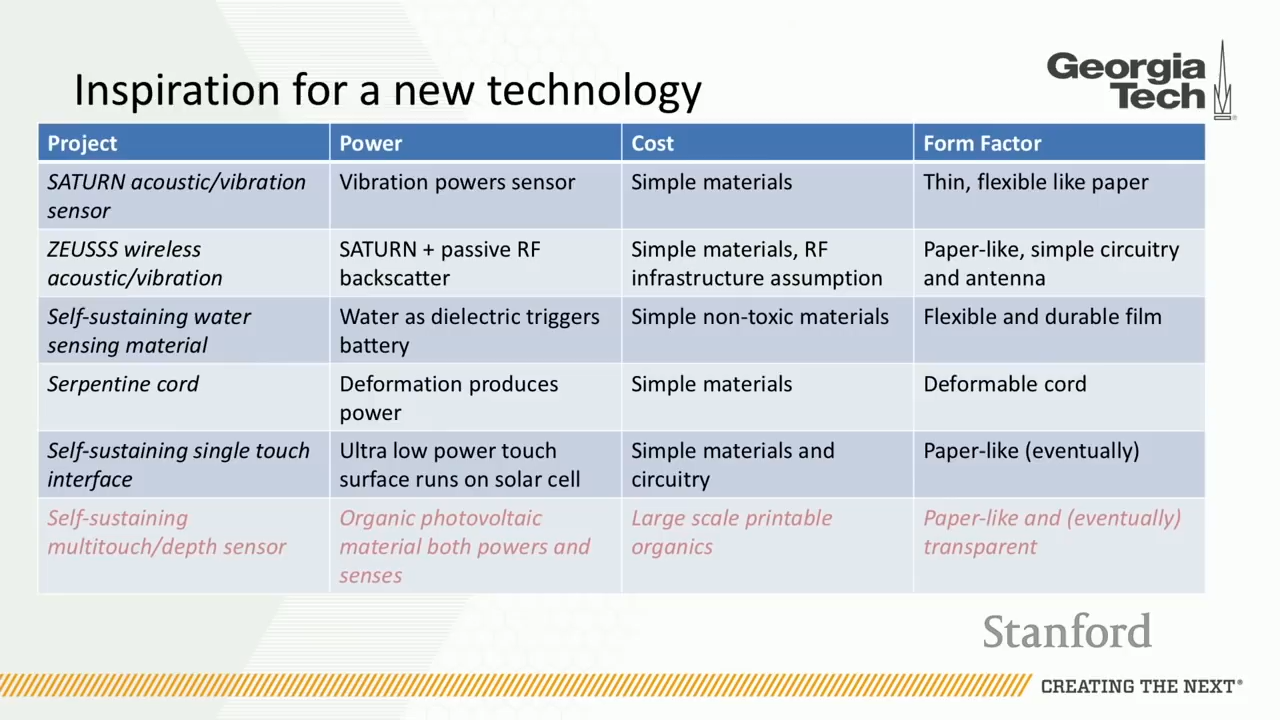 Inspiration for a new technology
Georgia
Tech
Project
Power
Cost
Form Factor
SATURN acoustic/vibration
sensor
Vibration powers sensor
Simple materials
Thin, flexible like paper
ZEUSSS wireless
acoustic/vibration
SATURN + passive RF
backscatter
Simple materials, RF
infrastructure assumption
Paper-like, simple circuitry
and antenna
Self-sustaining water
sensing material
Water as dielectric triggers
battery
Simple non-toxic materials
Flexible and durable film
Serpentine cord
Deformation produces
power
Simple materials
Deformable cord
Self-sustaining single touch
interface
Ultra low power touch
surface runs on solar cell
Simple materials and
circuitry
Paper-like (eventually)
Self-sustaining
multitouch/depth sensor
Organic photovoltaic
material both powers and
senses
Large scale printable
organics
Paper-like and (eventually)
transparent
Stanford
CREATING THE NEXT®